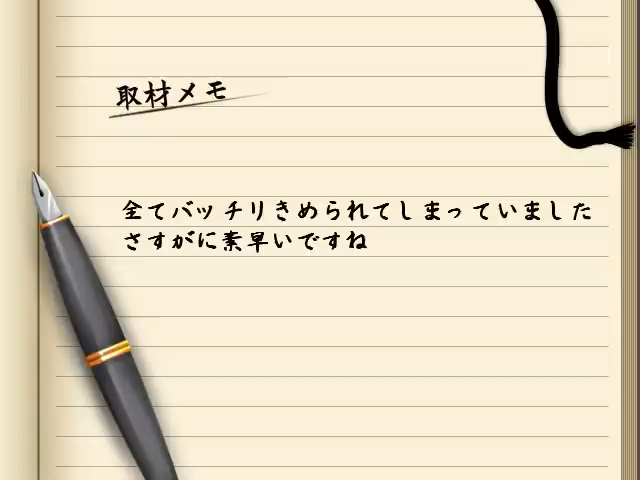 取材メモ
全てバッチリきめられてしまっていました
さすがに素早いですね